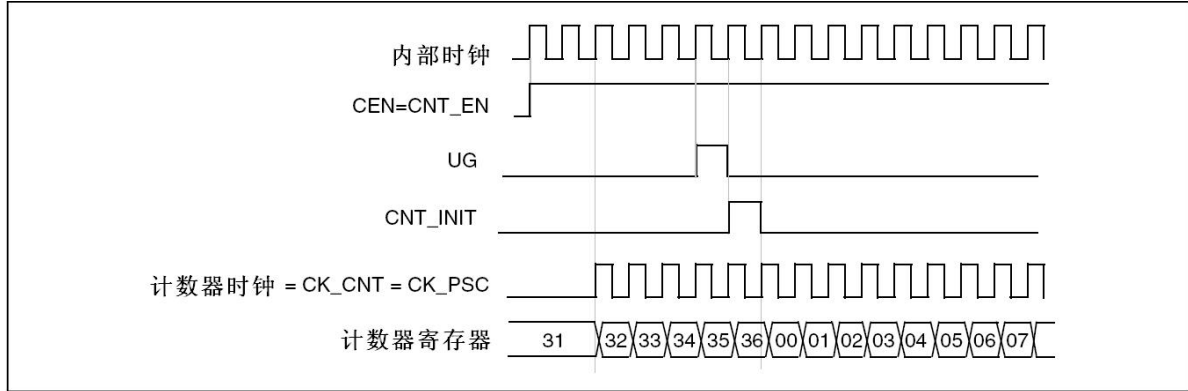 内部时钟
CEN=CNT_EN
UG
CNT_INIT
计数器时钟 = CK_CNT = CK_PSC
计数器寄存器 31 32 33 34 35 36 00 01 02 03 04 05 06 07